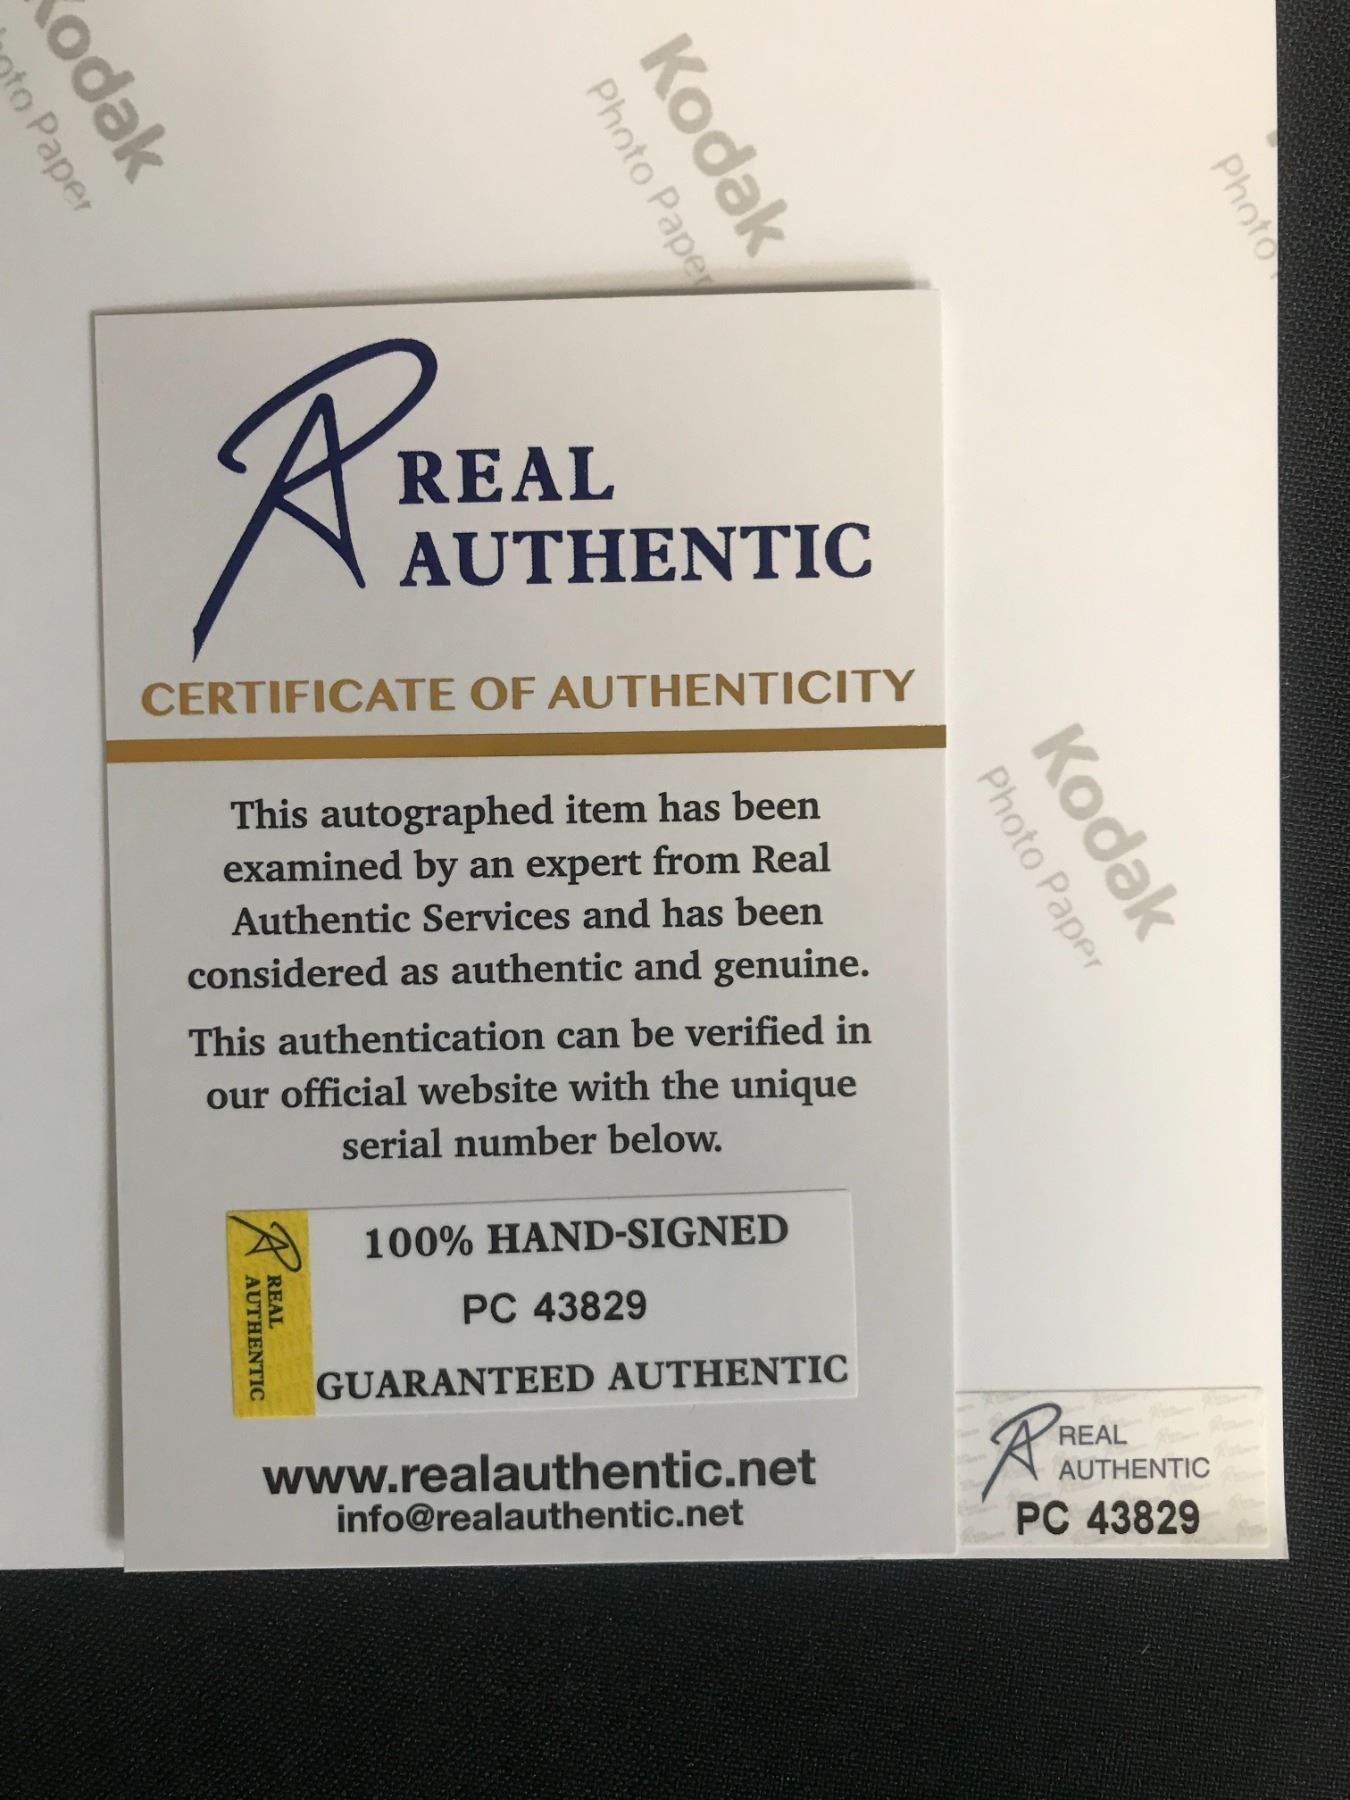 Kodak
Photo Paper
Kodak
Photo Paper
Photo
REAL
AUTHENTIC
CERTIFICATE OF AUTHENTICITY
This autographed item has been
examined by an expert from Real
Authentic Services and has been
considered as authentic and genuine.
This authentication can be verified in
our official website with the unique
serial number below.
REAL
AUTHENTIC
100% HAND-SIGNED
PC 43829
GUARANTEED AUTHENTIC
www.realauthentic.net
info@realauthentic.net
Kodak
Photo Paper
REAL
AUTHENTIC
PC 43829